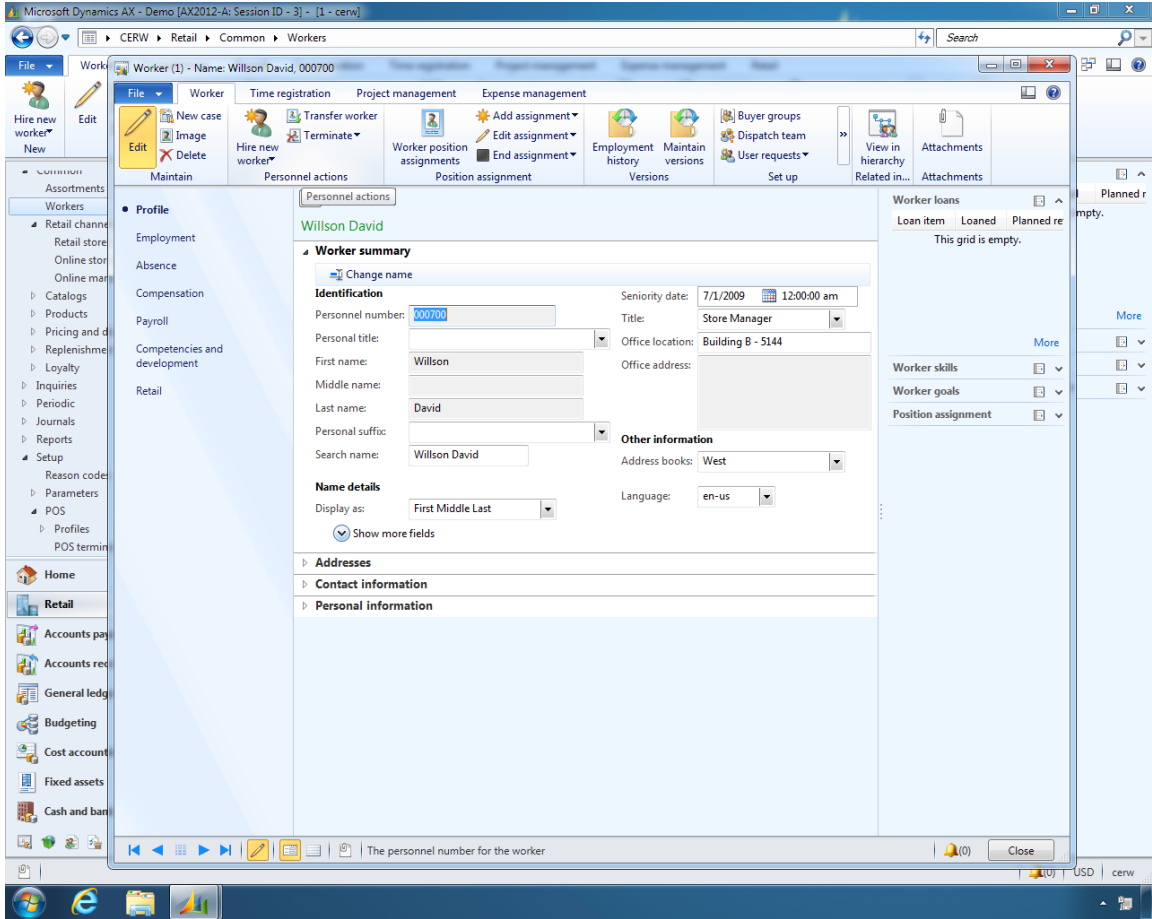 Microsoft Dynamics AX - Demo [AX2012-A: Session ID - 3] - [1 - cerw]
CERW Retail Common Workers
Search
File
Worker (1) - Name: Willson David, 000700
File Worker Time registration Project management Expense management
Hire new worker
Edit
New
Edit
New case
Image
Delete
Maintain
Hire new worker
Transfer worker
Terminate
Personnel actions
Worker position assignments
Add assignment
Edit assignment
End assignment
Position assignment
Employment history
Maintain versions
Versions
Buyer groups
Dispatch team
User requests
Set up
View in hierarchy
Related in...
Attachments
Attachments
Common
Assortments
Workers
Retail channe
Retail store
Online stor
Online mar
Catalogs
Products
Pricing and d
Replenishme
Loyalty
Inquiries
Periodic
Journals
Reports
Setup
Reason codes
Parameters
POS
Profiles
POS termin
Home
Retail
Accounts pay
Accounts rec
General ledg
Budgeting
Cost account
Fixed assets
Cash and ban
Profile
Employment
Absence
Compensation
Payroll
Competencies and
development
Retail
Personnel actions
Willson David
Worker summary
Change name
Identification
Personnel number: 000700
Personal title:
First name: Willson
Middle name:
Last name: David
Personal suffix:
Search name: Willson David
Name details
Display as: First Middle Last
Show more fields
Seniority date: 7/1/2009 12:00:00 am
Title: Store Manager
Office location: Building B - 5144
Office address:
Other information
Address books: West
Language: en-us
Addresses
Contact information
Personal information
Worker loans
Loan item Loaned Planned re
This grid is empty.
More
Worker skills
Worker goals
Position assignment
Planned r
mpty.
More
The personnel number for the worker
(0)
Close
(0) USD cerw